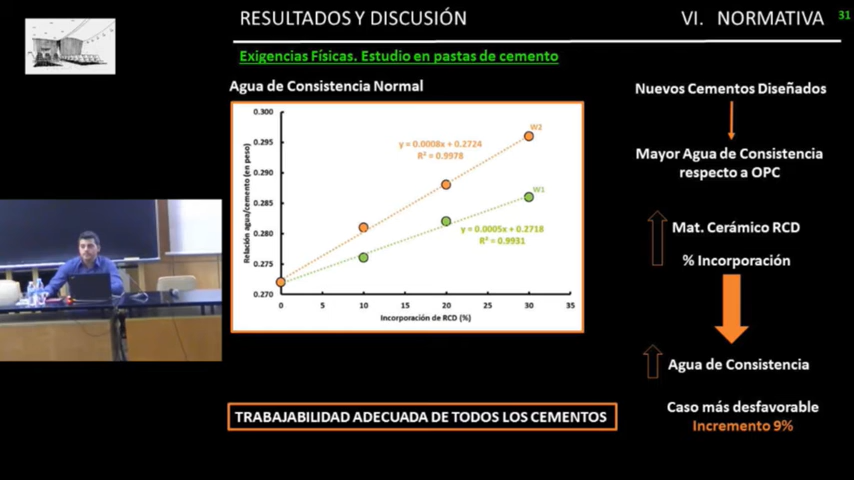 RESULTADOS Y DISCUSIÓN
VI. NORMATIVA
31
Exigencias Físicas. Estudio en pastas de cemento
Agua de Consistencia Normal
0.300
0.295
0.290
0.285
0.280
0.275
0.270
Relación agua/cemento (en peso)
W2
y = 0.0008x + 0.2724
R² = 0.9978
W1
y = 0.0005x + 0.2718
R² = 0.9931
0
5
10
15
20
25
30
35
Incorporación de RCD (%)
Nuevos Cementos Diseñados
Mayor Agua de Consistencia
respecto a OPC
Mat. Cerámico RCD
% Incorporación
Agua de Consistencia
Caso más desfavorable
Incremento 9%
TRABAJABILIDAD ADECUADA DE TODOS LOS CEMENTOS